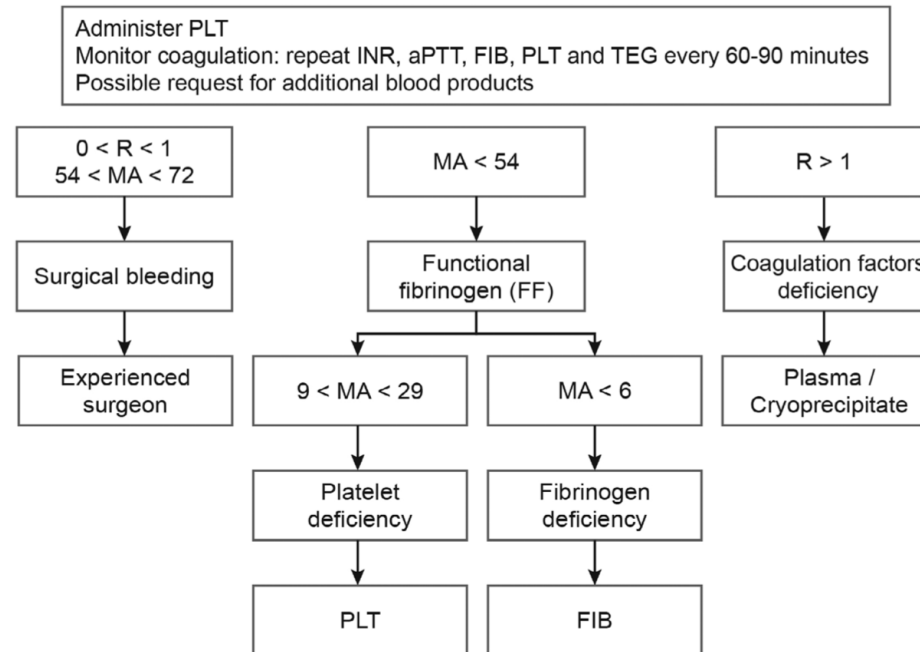 Administer PLT
Monitor coagulation: repeat INR, aPTT, FIB, PLT and TEG every 60-90 minutes
Possible request for additional blood products
0 < R < 1
54 < MA < 72
MA < 54
R > 1
Surgical bleeding
Functional
fibrinogen (FF)
Coagulation factors
deficiency
Experienced
surgeon
9 < MA < 29
MA < 6
Plasma /
Cryoprecipitate
Platelet
deficiency
Fibrinogen
deficiency
PLT
FIB